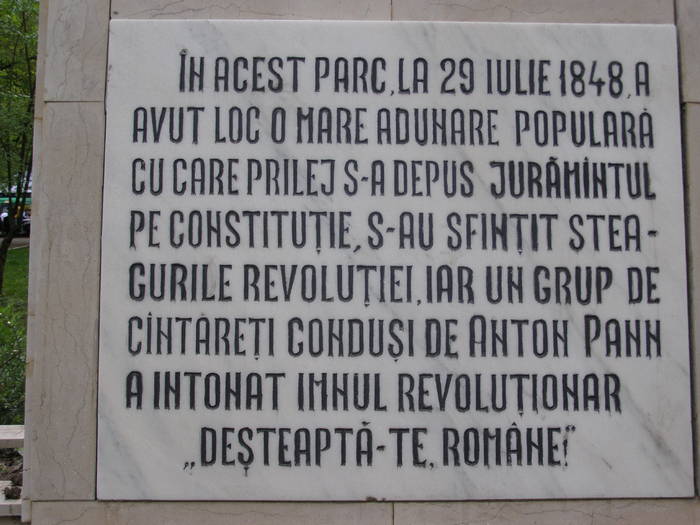 ÎN ACEST PARC, LA 29 IULIE 1848, A
AVUT LOC O MARE ADUNARE POPULARĂ
CU CARE PRILEJ S-A DEPUS JURĂMÎNTUL
PE CONSTITUȚIE, S-AU SFINȚIT STEA-
GURILE REVOLUȚIEI, IAR UN GRUP DE
CÎNTĂREȚI CONDUȘI DE ANTON PANN
A INTONAT IMNUL REVOLUȚIONAR
„DEȘTEAPTĂ-TE, ROMÂNE!”